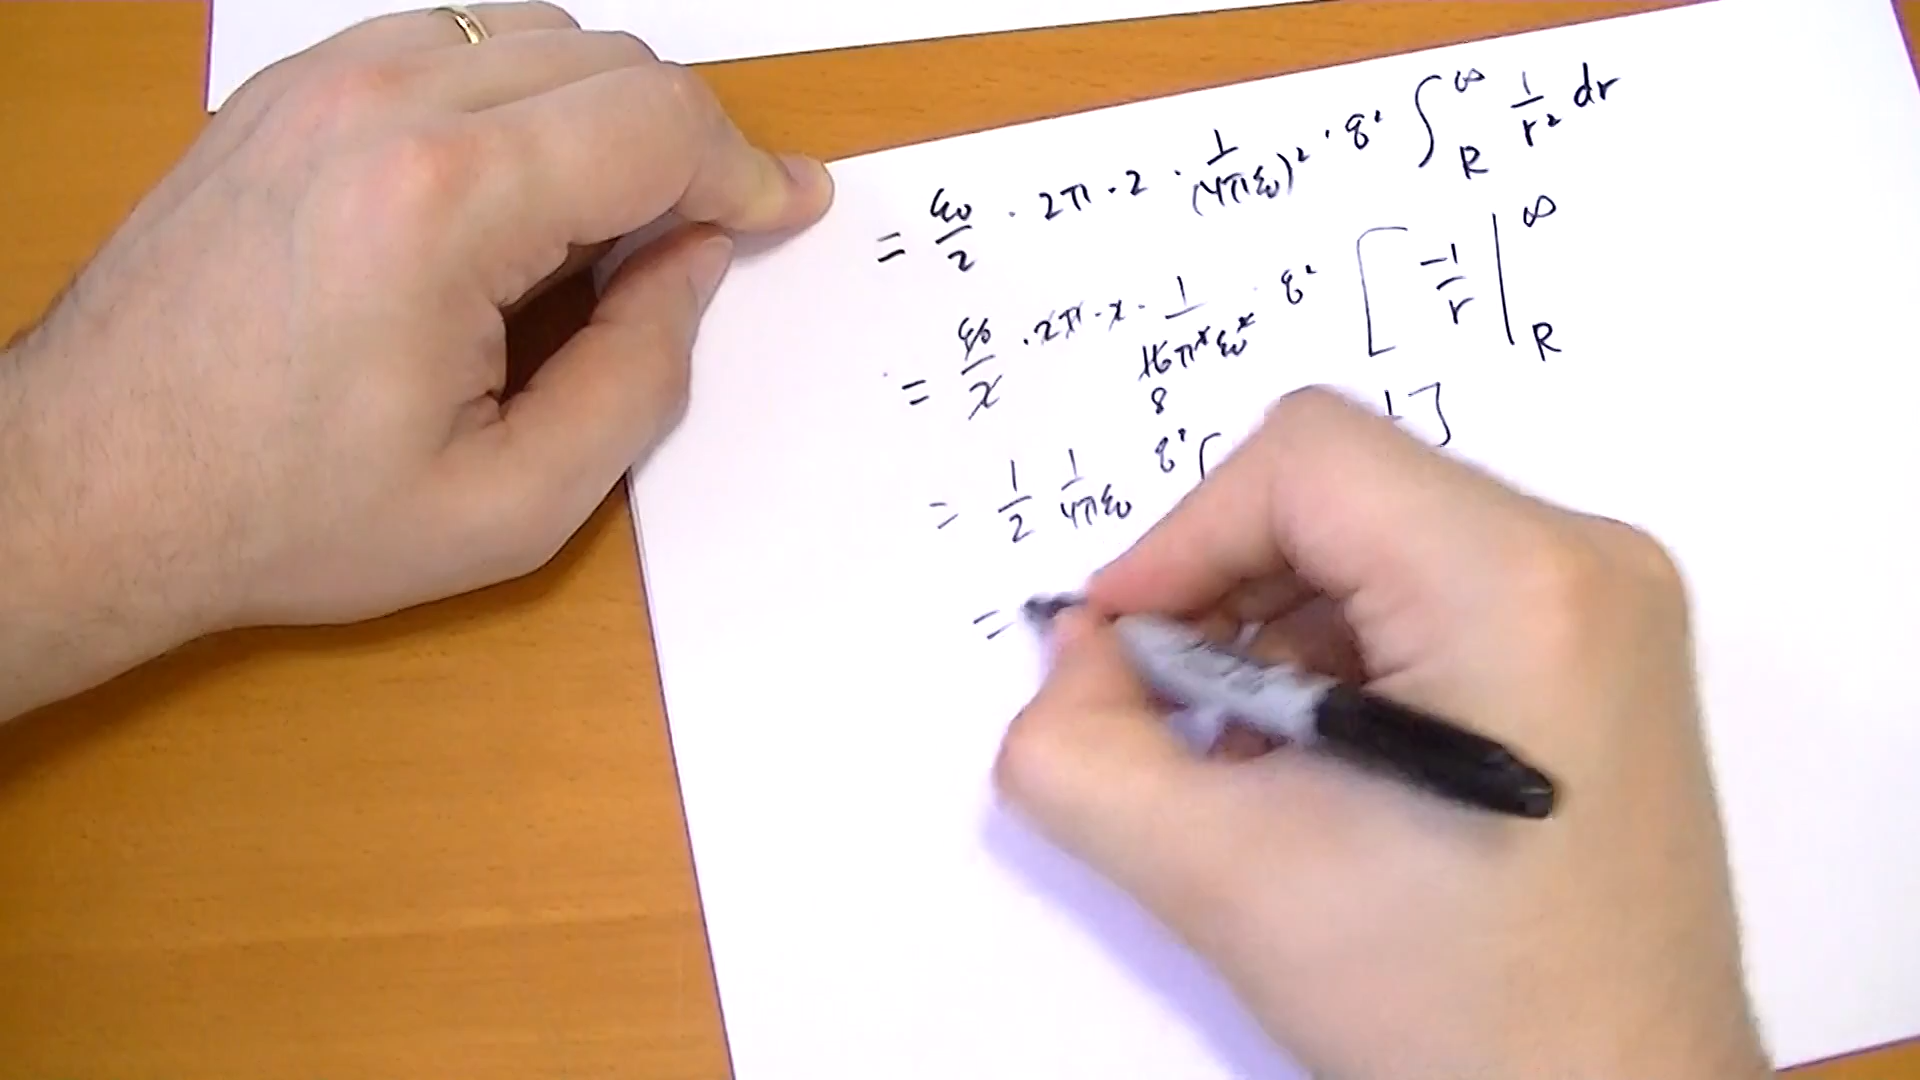 = ε₀/2 · 2π · 2 · 1/(4πε₀)² · q² ∫_R^∞ 1/r² dr
= ε₀/2 · 2π · 2 · 1/16π²ε₀² · q² [ -1/r |_R^∞
8
= 1/2 1/4πε₀ q² [ 1 ]
=